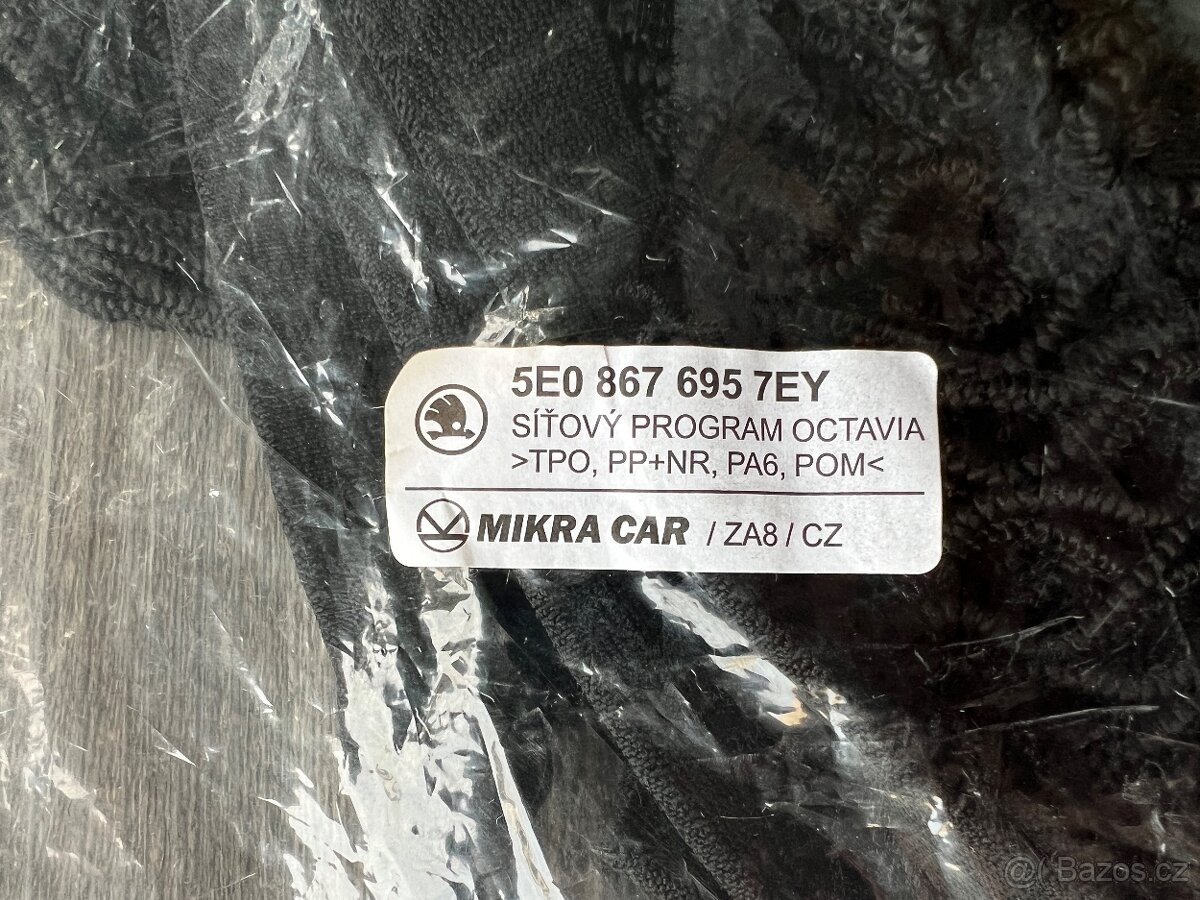 5E0 867 695 7EY
SÍŤOVÝ PROGRAM OCTAVIA
>TPO, PP+NR, PA6, POM<
MIKRA CAR / ZA8 / CZ
@ Bazos.cz